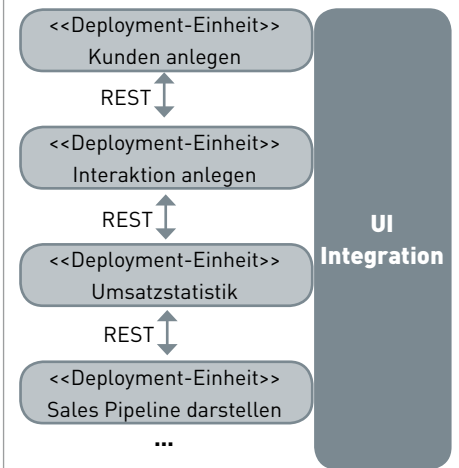 <<Deployment-Einheit>>
Kunden anlegen
REST
<<Deployment-Einheit>>
Interaktion anlegen
REST
<<Deployment-Einheit>>
Umsatzstatistik
REST
<<Deployment-Einheit>>
Sales Pipeline darstellen
...
UI
Integration